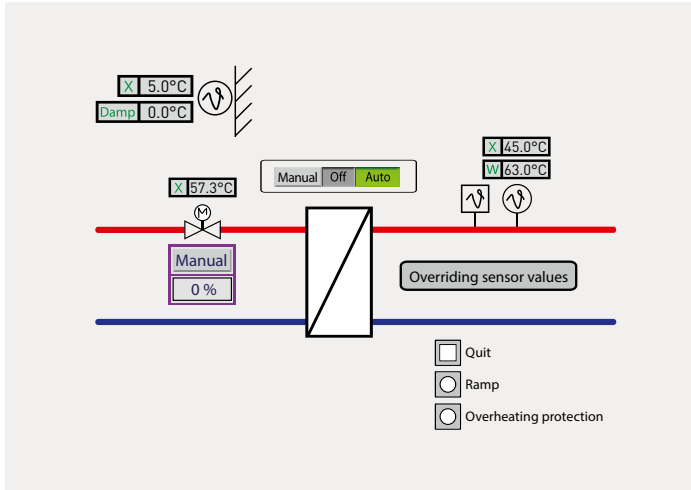 X 5.0°C
Damp 0.0°C
X 45.0°C
W 63.0°C
Manual Off Auto
X 57.3°C
M
Manual
0 %
Overriding sensor values
Quit
Ramp
Overheating protection